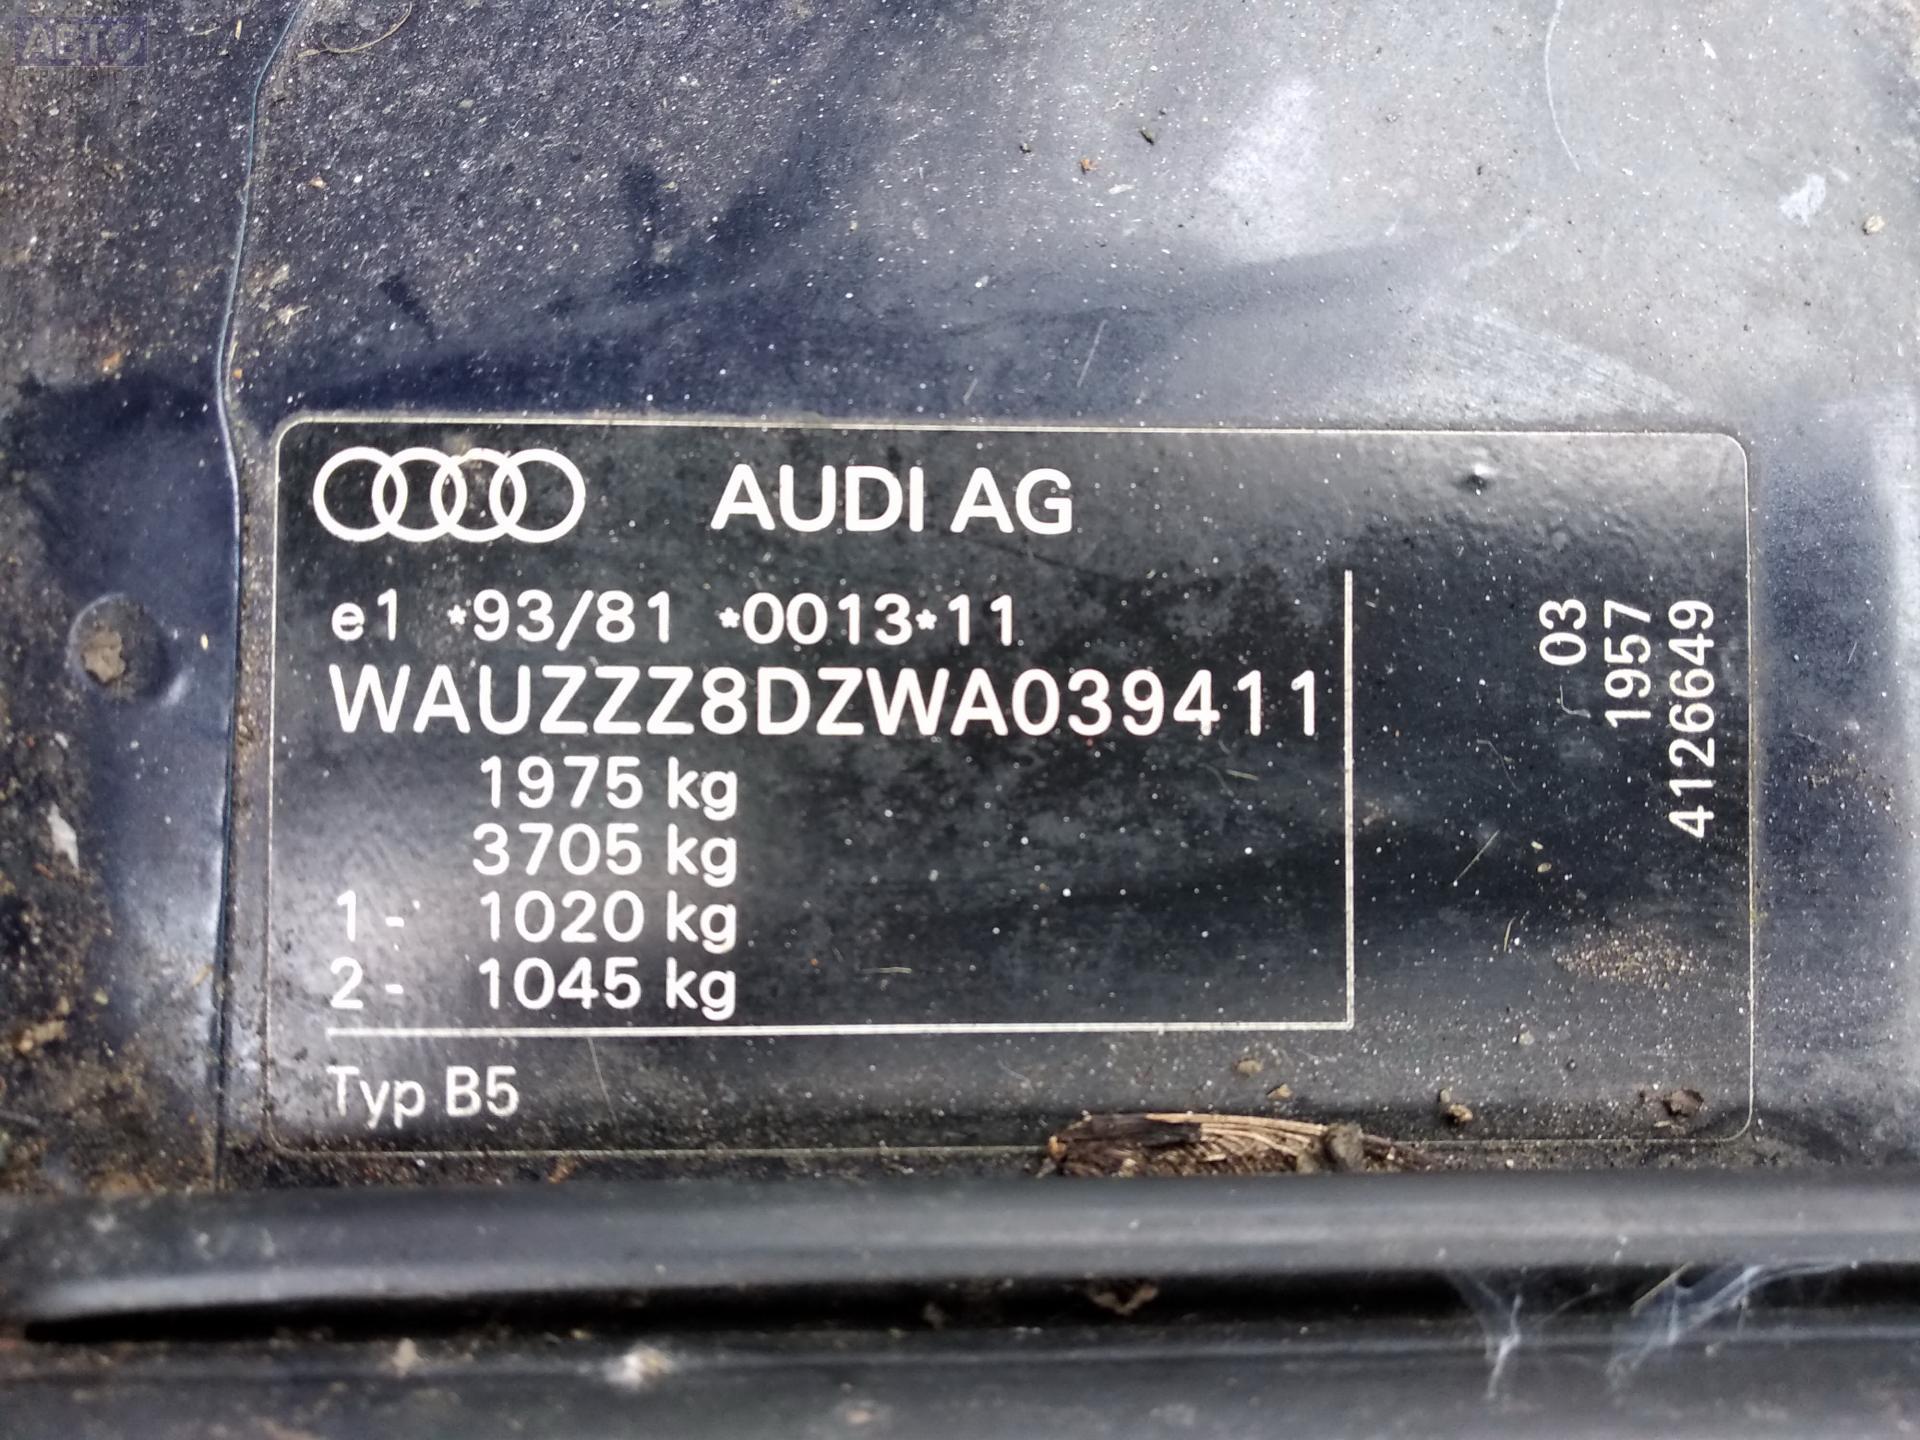 AUDI AG
e1 *93/81 *0013*11
WAUZZZ8DZWA039411
1975 kg
3705 kg
1- 1020 kg
2- 1045 kg
Typ B5
03
1957
4126649